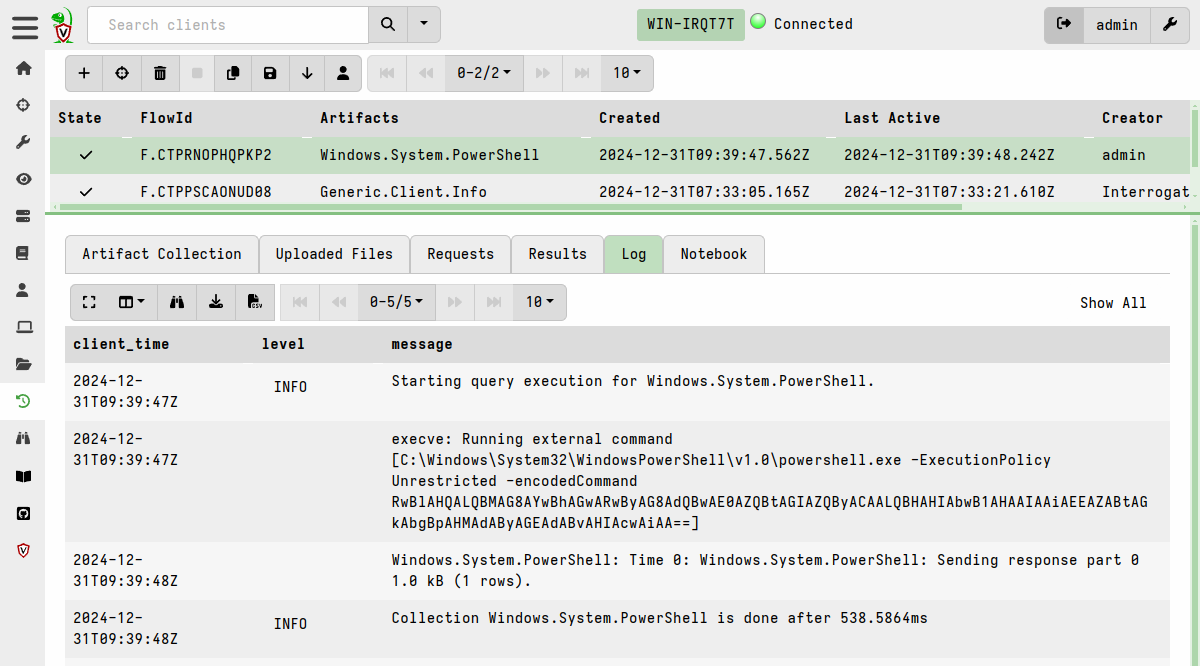 Search clients
WIN-IRQT7T Connected
admin
0-2/2 10
State FlowId Artifacts Created Last Active Creator
F.CTPRNOPHQPKP2 Windows.System.PowerShell 2024-12-31T09:39:47.562Z 2024-12-31T09:39:48.242Z admin
F.CTPPSCAONUD08 Generic.Client.Info 2024-12-31T07:33:05.165Z 2024-12-31T07:33:21.610Z Interrogat
Artifact Collection Uploaded Files Requests Results Log Notebook
CSV 0-5/5 10 Show All
client_time level message
2024-12-
31T09:39:47Z INFO Starting query execution for Windows.System.PowerShell.
2024-12-
31T09:39:47Z
execve: Running external command
[C:\Windows\System32\WindowsPowerShell\v1.0\powershell.exe -ExecutionPolicy
Unrestricted -encodedCommand
RwBlAHQALQBMAG8AYwBhAGwARwByAG8AdQBwAE0AZQBtAGIAZQByACAALQBHAHIAbwB1AHAAIAAiAEEAZABtAG
kAbgBpAHMAdAByAGEAdABvAHIAcwAiAA==]
2024-12-
31T09:39:48Z
Windows.System.PowerShell: Time 0: Windows.System.PowerShell: Sending response part 0
1.0 kB (1 rows).
2024-12-
31T09:39:48Z INFO Collection Windows.System.PowerShell is done after 538.5864ms